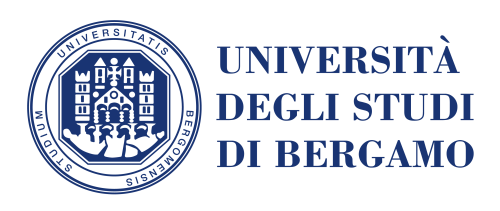 UNIVERSITATIS
STUDIUM
BERGOMENSIS
UNIVERSITÀ
DEGLI STUDI
DI BERGAMO